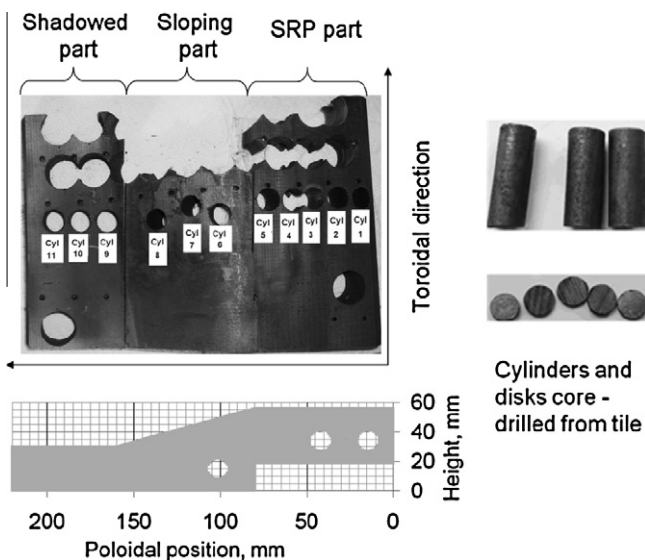 Shadowed
part
Sloping
part
SRP part
Toroidal direction
Cyl
11
Cyl
10
Cyl
9
Cyl
8
Cyl
7
Cyl
6
Cyl
5
Cyl
4
Cyl
3
Cyl
2
Cyl
1
Cylinders and
disks core -
drilled from tile
60
40
20
0
Height, mm
200
150
100
50
0
Poloidal position, mm